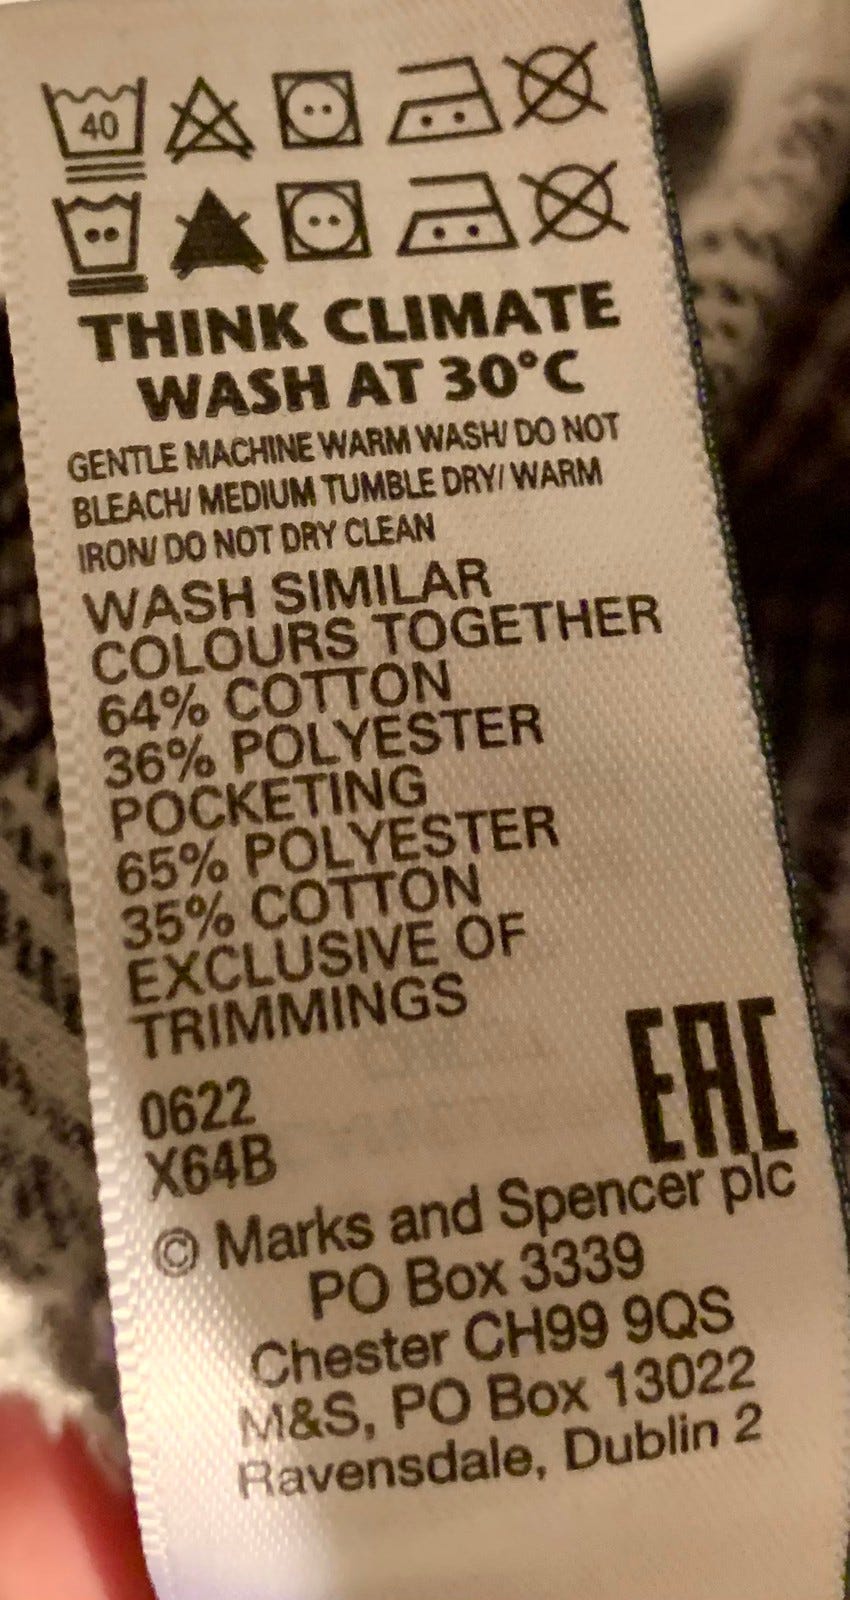 40
THINK CLIMATE
WASH AT 30°C
GENTLE MACHINE WARM WASH/ DO NOT
BLEACH/ MEDIUM TUMBLE DRY/ WARM
IRON/ DO NOT DRY CLEAN
WASH SIMILAR
COLOURS TOGETHER
64% COTTON
36% POLYESTER
POCKETING
65% POLYESTER
35% COTTON
EXCLUSIVE OF
TRIMMINGS
0622
X64B
EAC
© Marks and Spencer plc
PO Box 3339
Chester CH99 9QS
M&S, PO Box 13022
Ravensdale, Dublin 2